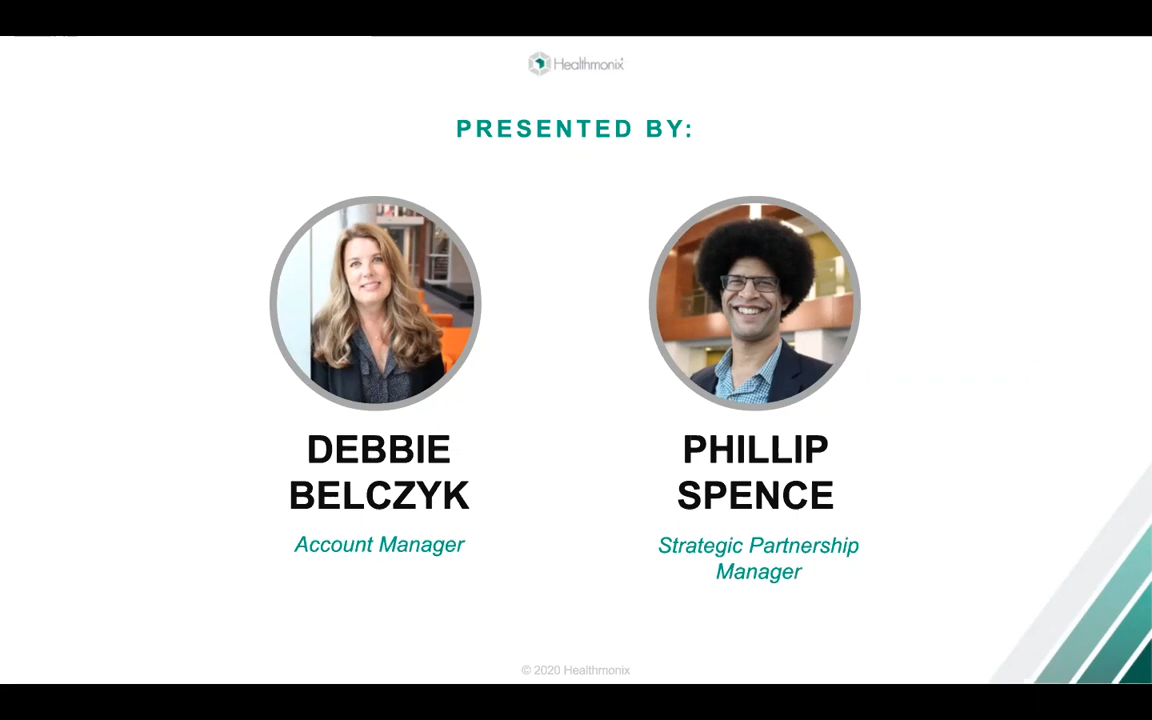 Healthmonix
PRESENTED BY:
DEBBIE
BELCZYK
Account Manager
PHILLIP
SPENCE
Strategic Partnership
Manager
© 2020 Healthmonix